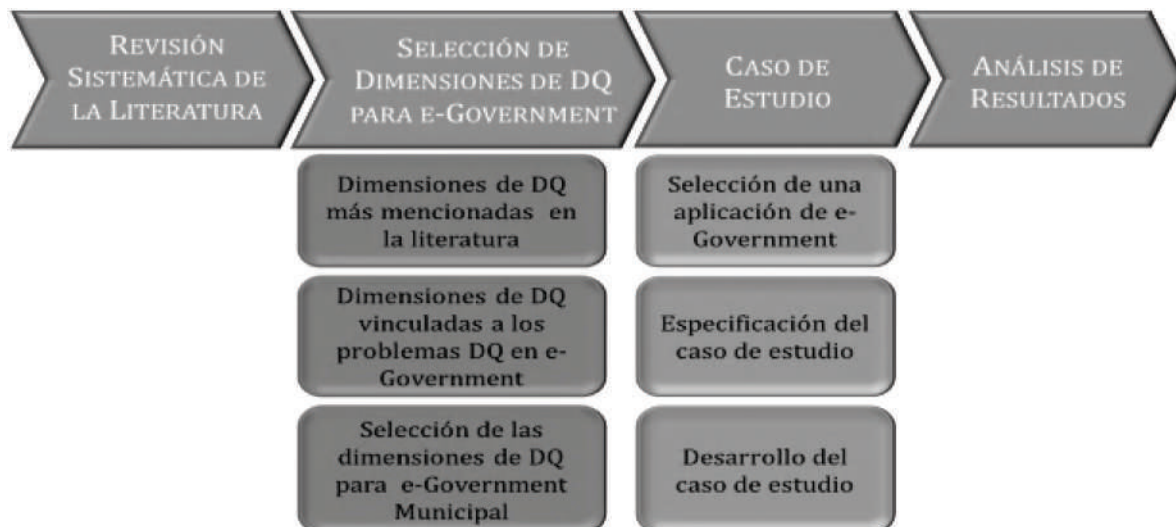 REVISIÓN
SISTEMÁTICA DE
LA LITERATURA
SELECCIÓN DE
DIMENSIONES DE DQ
PARA E-GOVERNMENT
CASO DE
ESTUDIO
ANÁLISIS DE
RESULTADOS
Dimensiones de DQ
más mencionadas en
la literatura
Dimensiones de DQ
vinculadas a los
problemas DQ en e-
Government
Selección de las
dimensiones de DQ
para e-Government
Municipal
Selección de una
aplicación de e-
Government
Especificación del
caso de estudio
Desarrollo del
caso de estudio